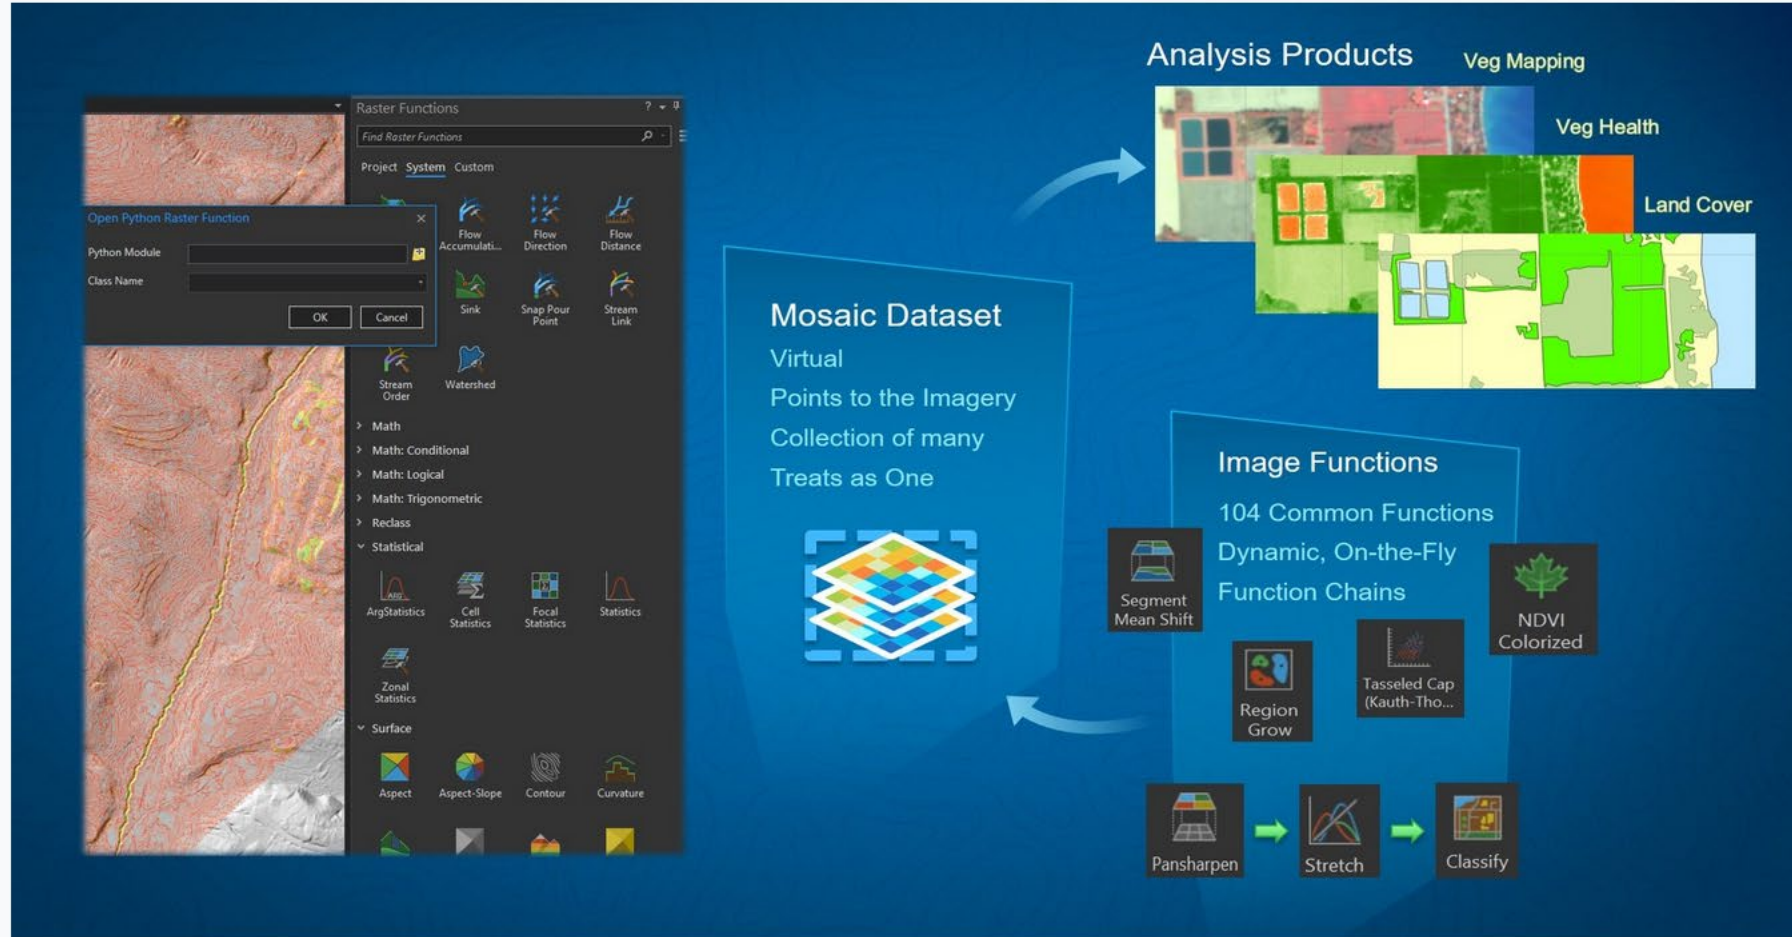 Raster Functions
?
Find Raster Functions
Project System Custom
Flow
Accumulati...
Flow
Direction
Flow
Distance
Open Python Raster Function
Python Module
Class Name
OK
Cancel
Sink
Snap Pour
Point
Stream
Link
Stream
Order
Watershed
Math
Math: Conditional
Math: Logical
Math: Trigonometric
Reclass
Statistical
ARG
ArgStatistics
Cell
Statistics
Focal
Statistics
Statistics
Zonal
Statistics
Surface
Aspect
Aspect-Slope
Contour
Curvature
Mosaic Dataset
Virtual
Points to the Imagery
Collection of many
Treats as One
Analysis Products
Veg Mapping
Veg Health
Land Cover
Image Functions
104 Common Functions
Dynamic, On-the-Fly
Function Chains
Segment
Mean Shift
Region
Grow
Tasseled Cap
(Kauth-Tho...
NDVI
Colorized
Pansharpen
Stretch
Classify